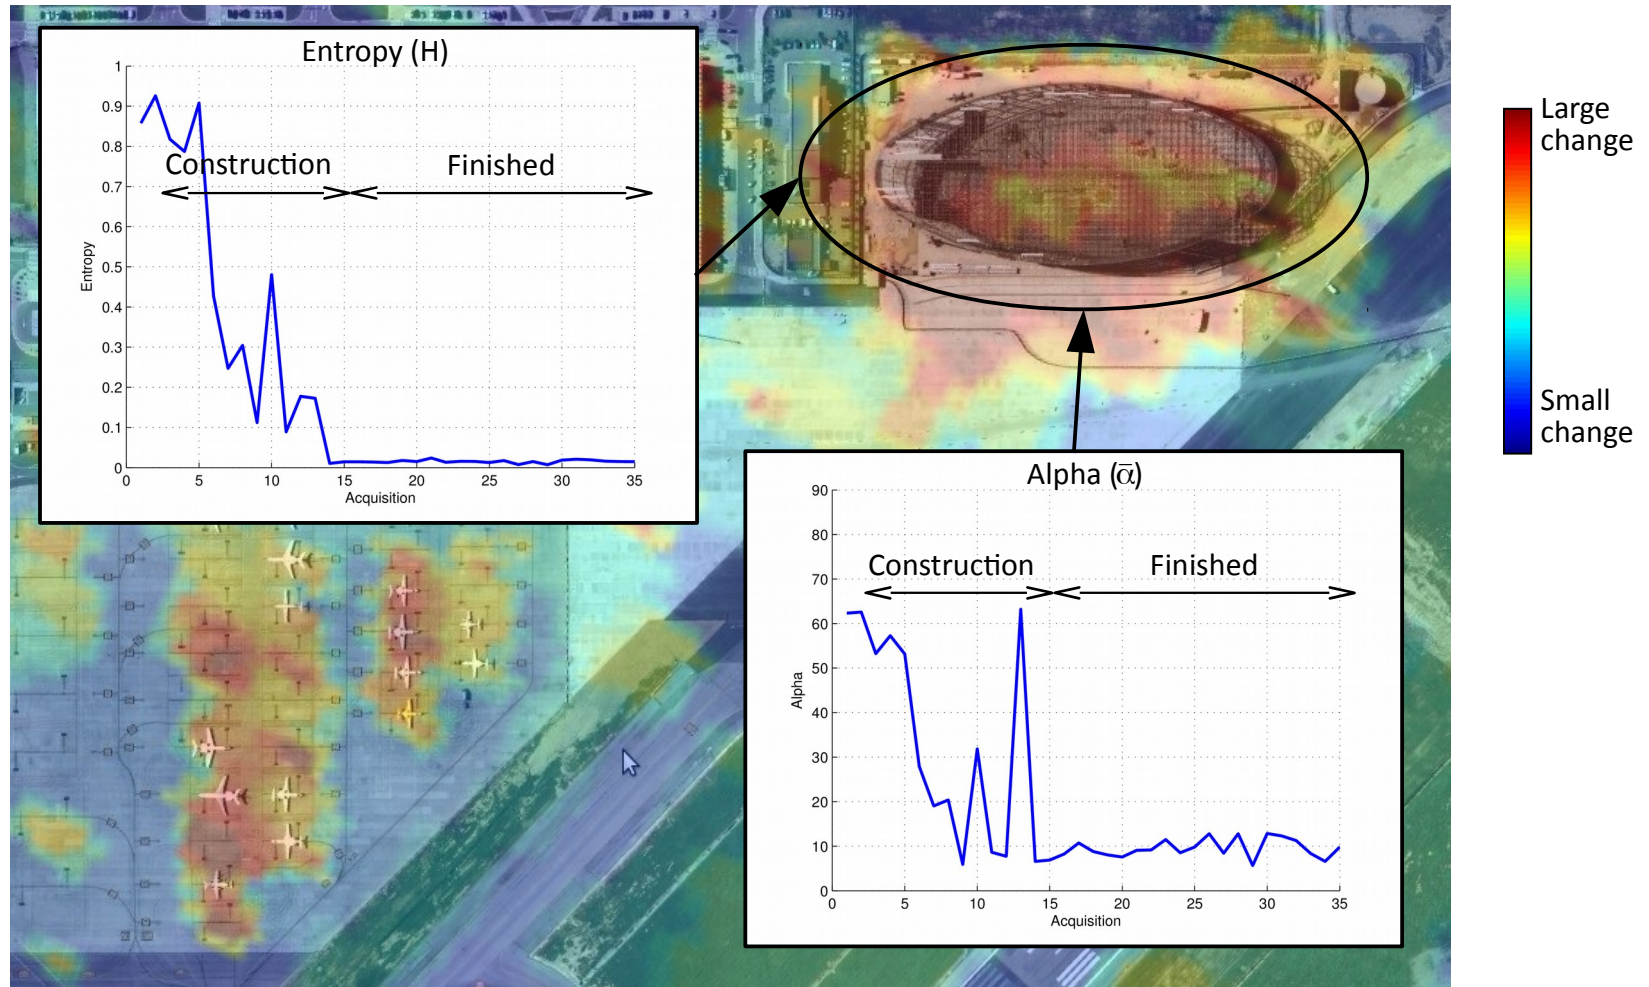 Entropy (H)
1
0.9
0.8
0.7
0.6
0.5
0.4
0.3
0.2
0.1
0
Entropy
Construction
Finished
0 5 10 15 20 25 30 35
Acquisition
Large
change
Small
change
Alpha (ᾱ)
90
80
70
60
50
40
30
20
10
0
Alpha
Construction
Finished
0 5 10 15 20 25 30 35
Acquisition